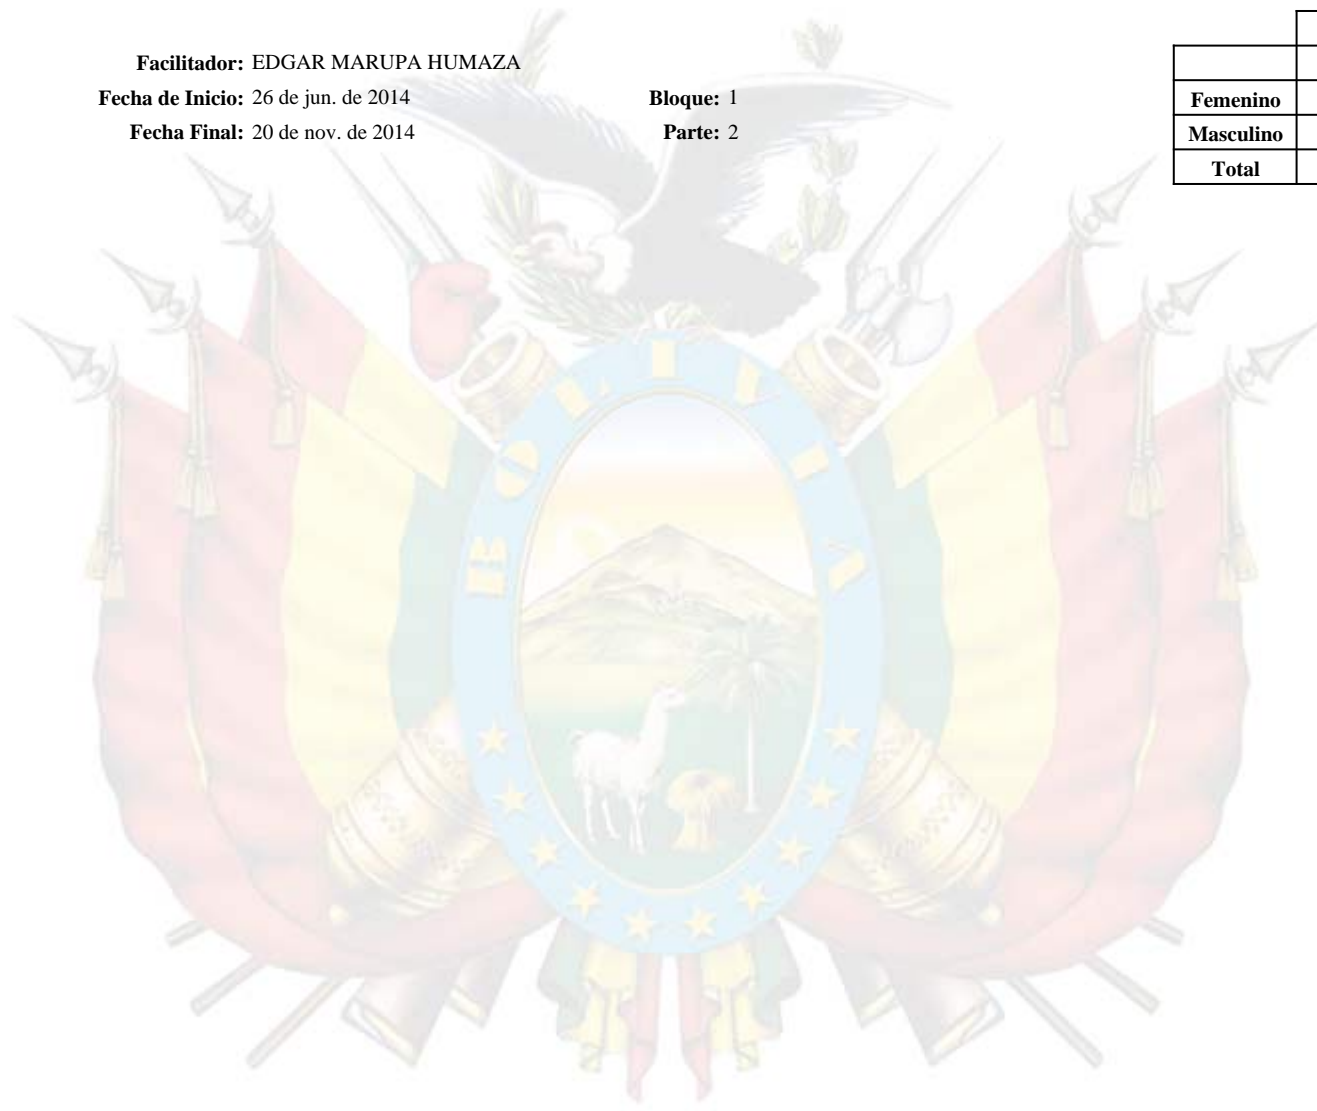 Facilitador: EDGAR MARUPA HUMAZA
Fecha de Inicio: 26 de jun. de 2014 Bloque: 1
Fecha Final: 20 de nov. de 2014 Parte: 2
Femenino
Masculino
Total
BOLIVIA